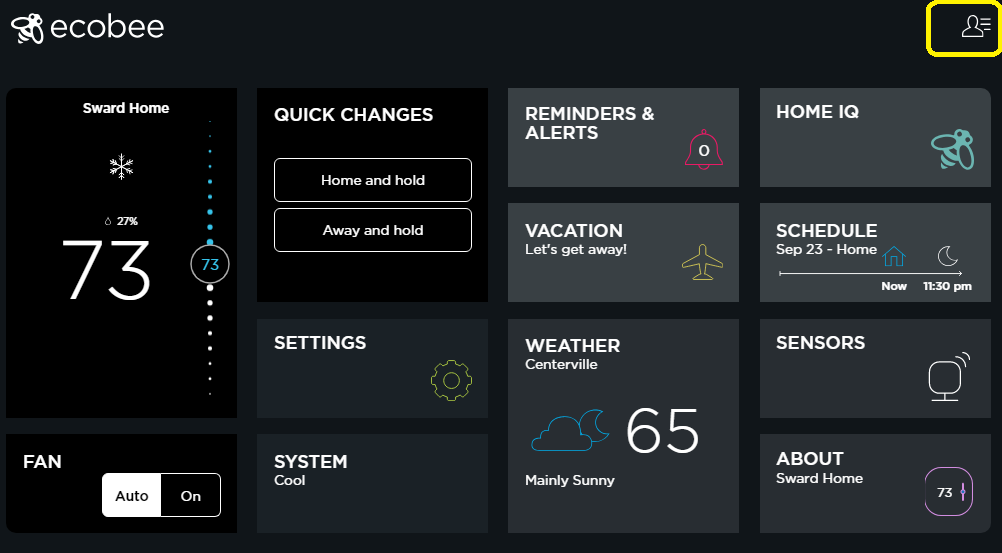 ecobee
Sward Home
27%
73
73
FAN
Auto On
QUICK CHANGES
Home and hold
Away and hold
SETTINGS
SYSTEM
Cool
REMINDERS &
ALERTS
0
VACATION
Let's get away!
WEATHER
Centerville
65
Mainly Sunny
HOME IQ
SCHEDULE
Sep 23 - Home
Now 11:30 pm
SENSORS
ABOUT
Sward Home
73